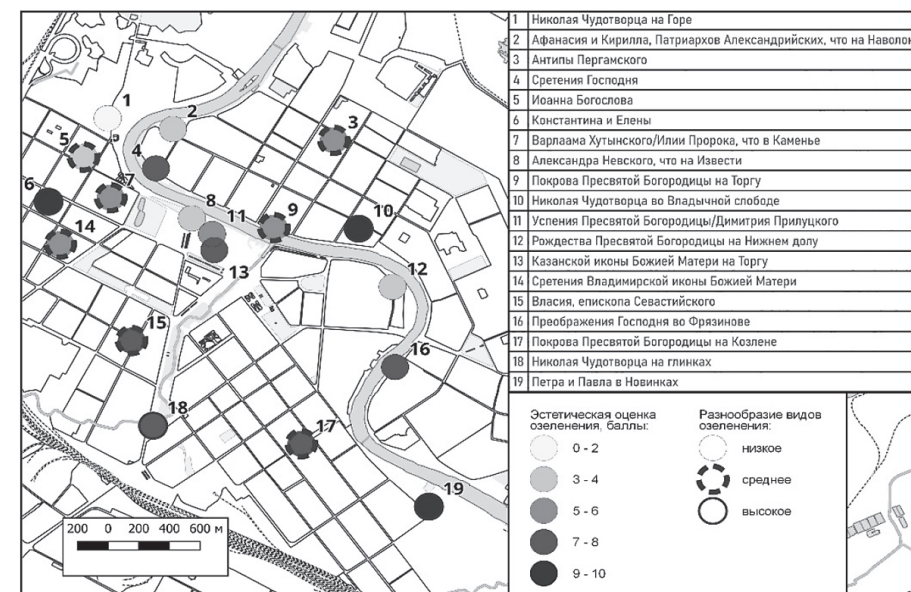 1 Николая Чудотворца на Горе
2 Афанасия и Кирилла, Патриархов Александрийских, что на
3 Антипы Пергамского
4 Сретения Господня
5 Иоанна Богослова
6 Константина и Елены
7 Варлаама Хутынского/Илии Пророка, что в Каменье
8 Александра Невского, что на Извести
9 Покрова Пресвятой Богородицы на Торгу
10 Николая Чудотворца во Владычной слободе
11 Успения Пресвятой Богородицы/Димитрия Прилуцкого
12 Рождества Пресвятой Богородицы на Нижнем долу
13 Казанской иконы Божией Матери на Торгу
14 Сретения Владимирской иконы Божией Матери
15 Власия, епископа Севастийского
16 Преображения Господня во Фрязинове
17 Покрова Пресвятой Богородицы на Козлене
18 Николая Чудотворца на глинках
19 Петра и Павла в Новинках
1
2
3
5
4
7
6
8
9
10
11
14
13
12
15
16
18
17
19
200 0 200 400 600 м
Эстетическая оценка
озеленения, баллы:
0 - 2
3 - 4
5 - 6
7 - 8
9 - 10
Разнообразие видов
озеленения:
низкое
среднее
высокое